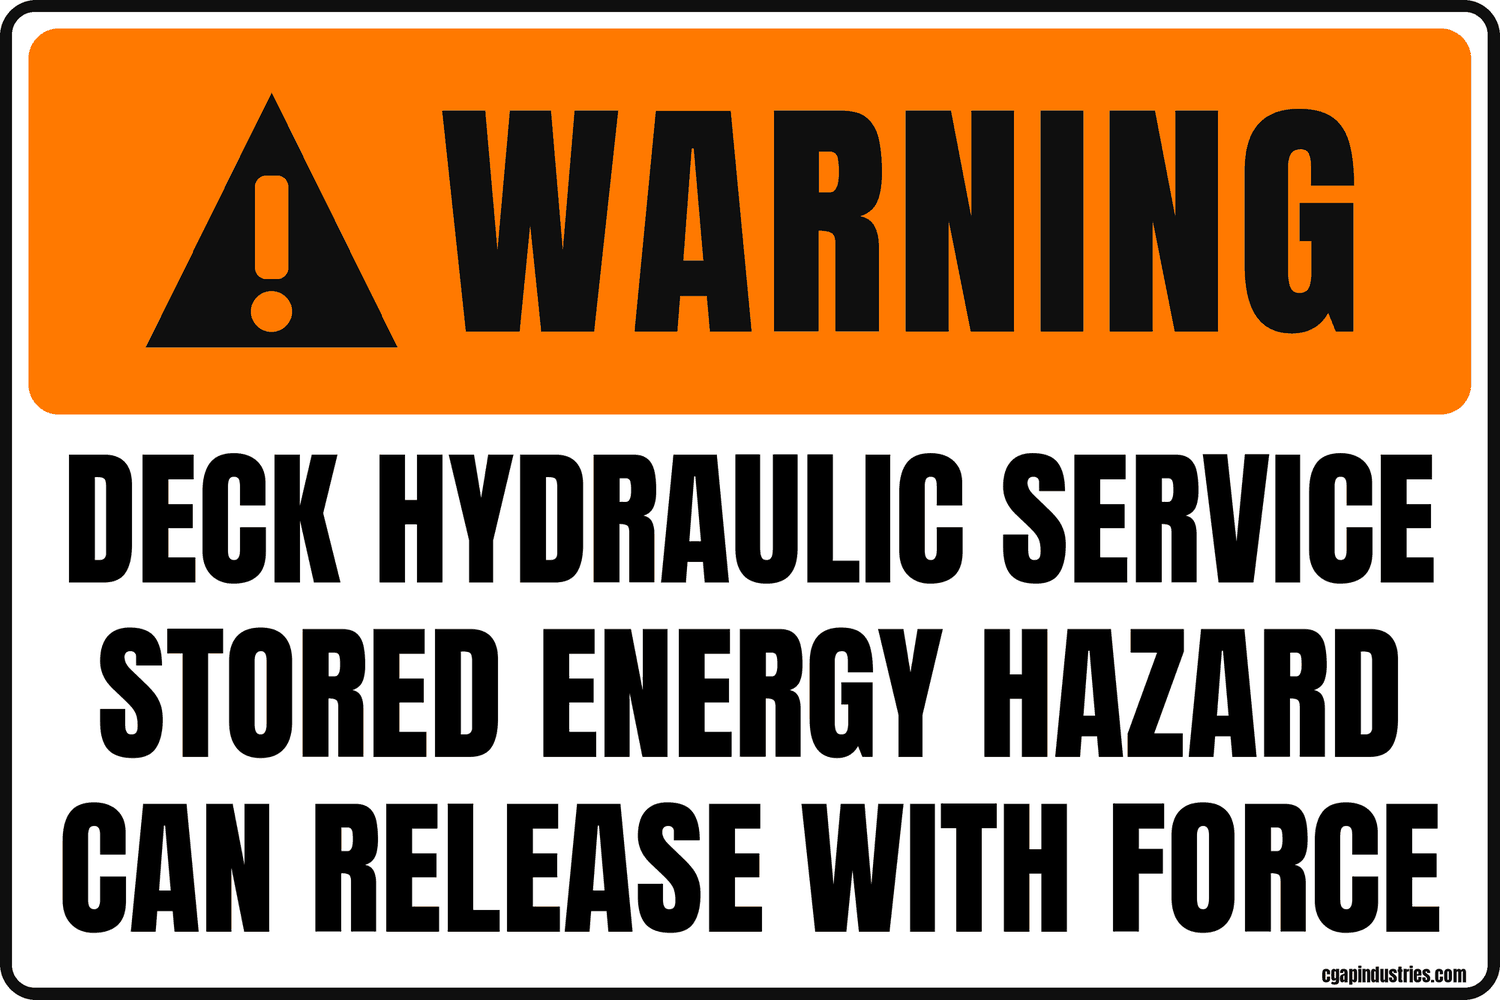 WARNING
DECK HYDRAULIC SERVICE
STORED ENERGY HAZARD
CAN RELEASE WITH FORCE
cgapindustries.com